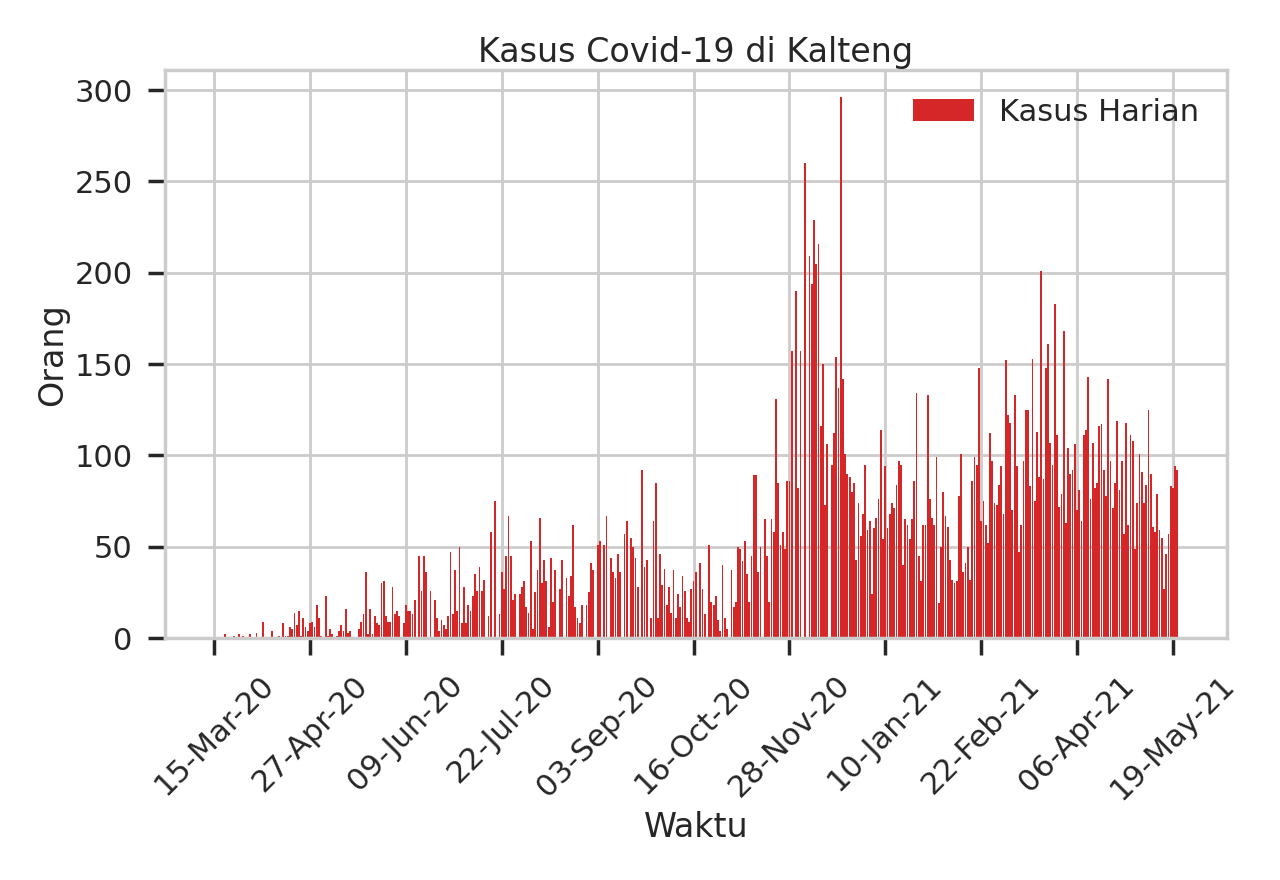 Kasus Covid-19 di Kalteng
300
250
200
150
100
50
0
Orang
Kasus Harian
15-Mar-20
27-Apr-20
09-Jun-20
22-Jul-20
03-Sep-20
16-Oct-20
28-Nov-20
10-Jan-21
22-Feb-21
06-Apr-21
19-May-21
Waktu